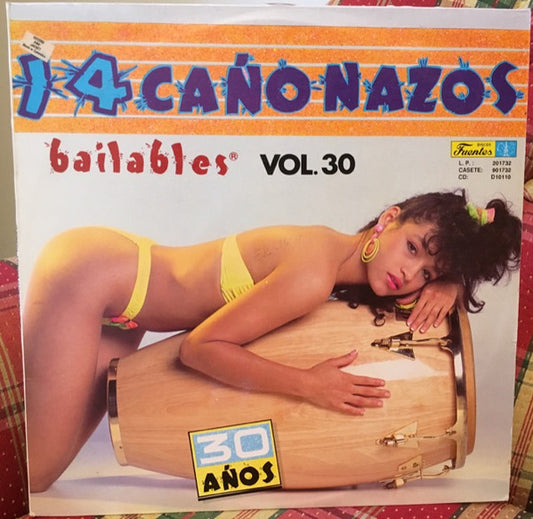 14 CAÑONAZOS
bailables® VOL. 30
DISCOS
Fuentes
L. P. : 201732
CASETE: 901732
CD: D10110
30
AÑOS